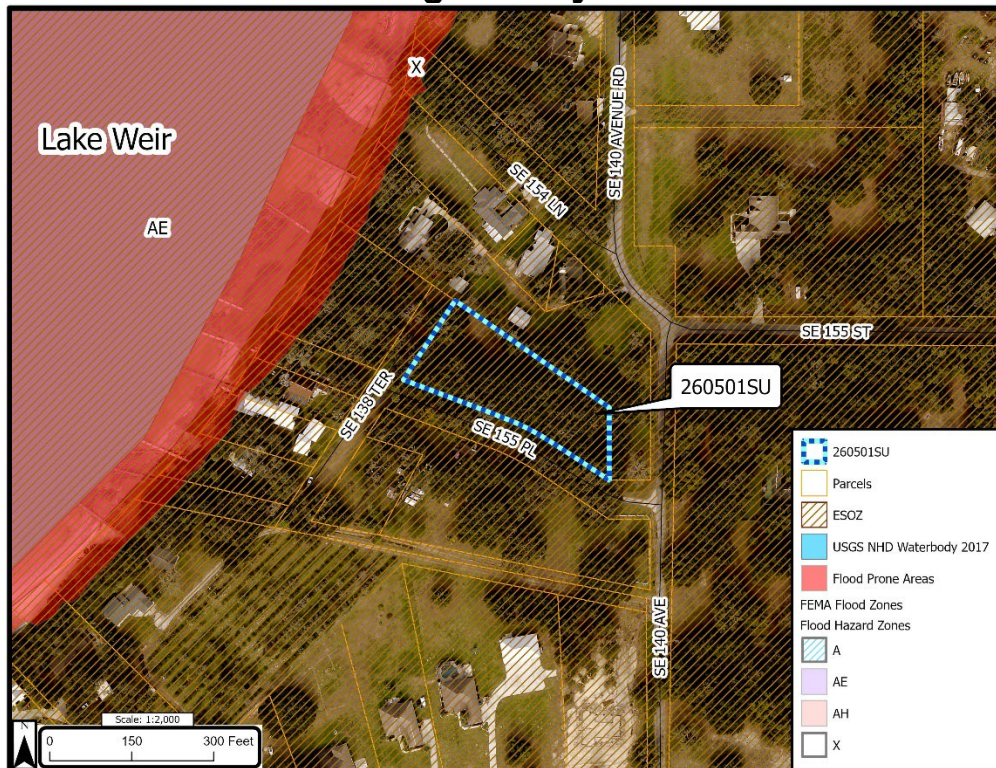 Lake Weir
AE
X
SE 140 AVENUE RD
SE 154 LN
SE 155 ST
260501SU
SE 138 TER
SE 155 PL
SE 140 AVE
260501SU
Parcels
ESOZ
USGS NHD Waterbody 2017
Flood Prone Areas
FEMA Flood Zones
Flood Hazard Zones
A
AE
AH
X
Scale: 1:2,000
N
0 150 300 Feet